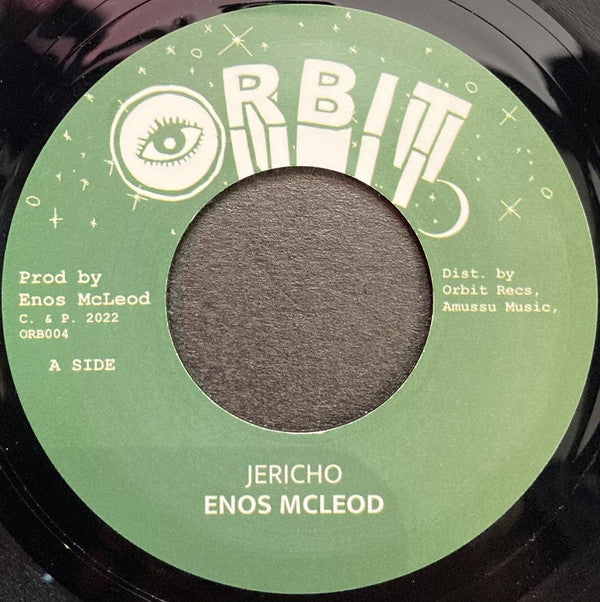 ORBIT
Prod by
Enos McLeod
C. & P. 2022
ORB004
A SIDE
Dist. by
Orbit Recs,
Amussu Music,
JERICHO
ENOS MCLEOD